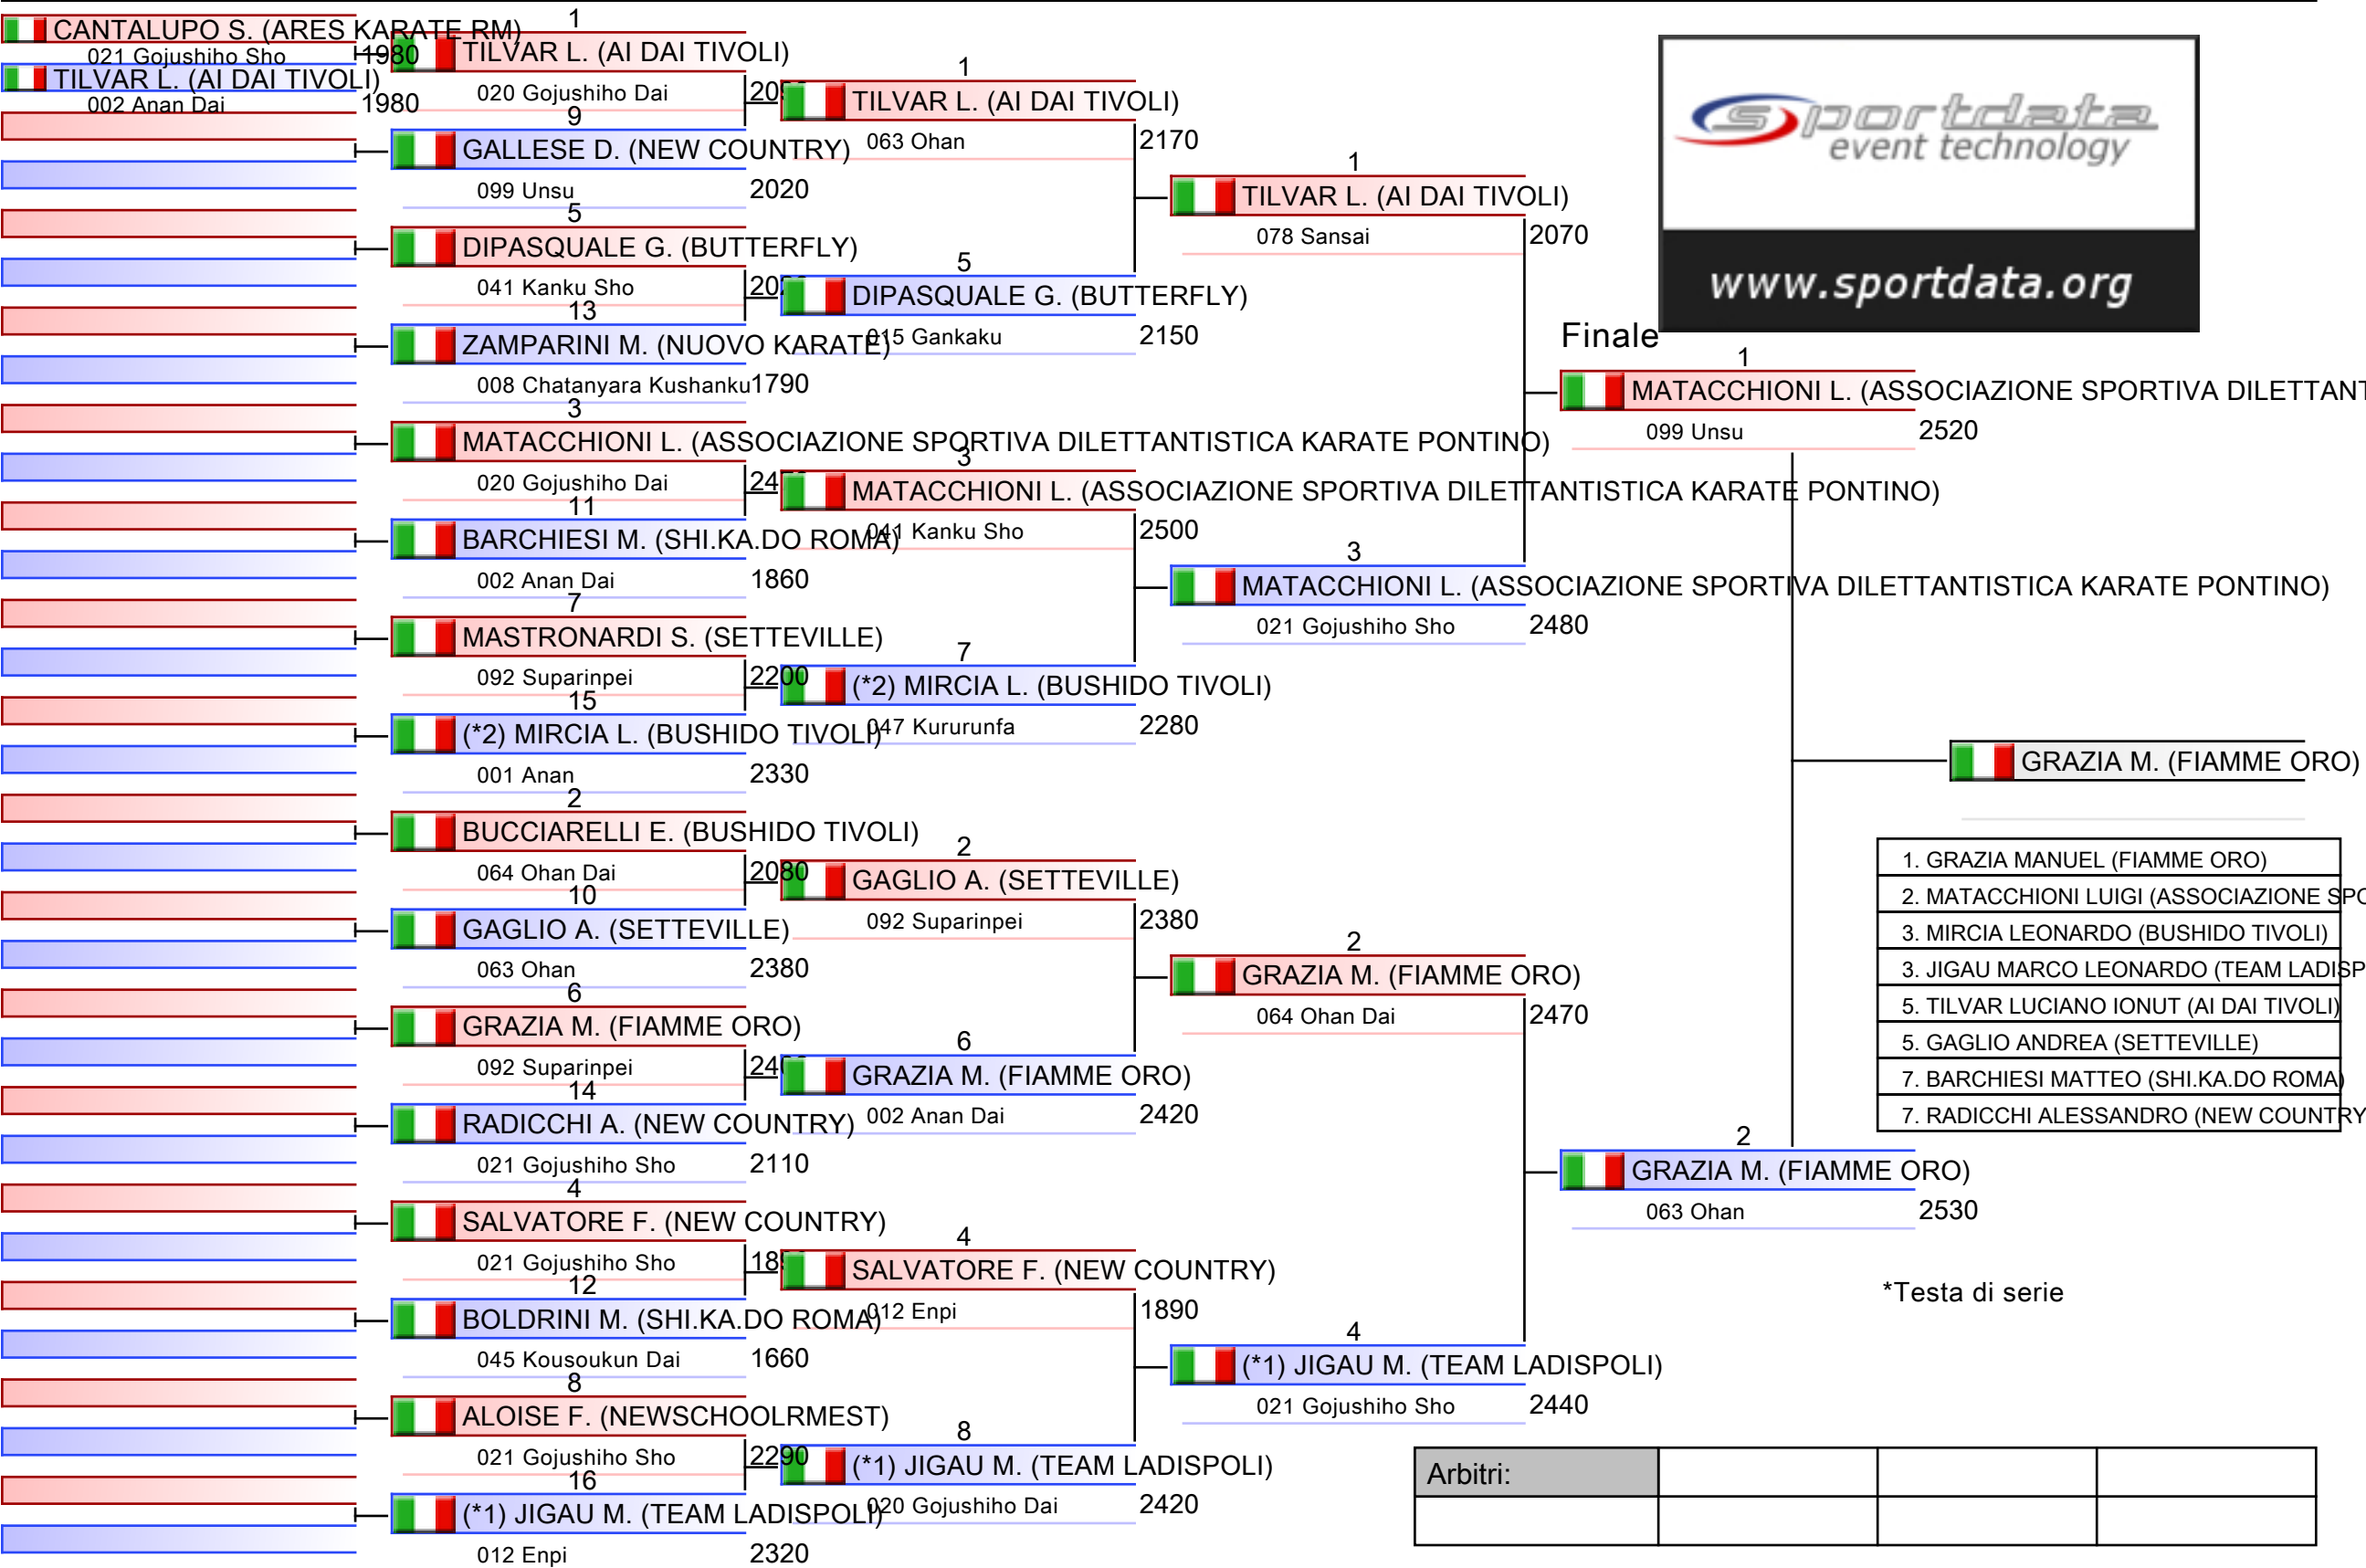 CANTALUPO S. (ARES KARATE RM)
021 Gojushiho Sho 1980
TILVAR L. (AI DAI TIVOLI)
002 Anan Dai 1980
1
TILVAR L. (AI DAI TIVOLI)
020 Gojushiho Dai
9
GALLESE D. (NEW COUNTRY)
099 Unsu 2020
5
DIPASQUALE G. (BUTTERFLY)
041 Kanku Sho
13
ZAMPARINI M. (NUOVO KARATE)
008 Chatanyara Kushanku 1790
3
MATACCHIONI L. (ASSOCIAZIONE SPORTIVA DILETTANTISTICA KARATE PONTINO)
020 Gojushiho Dai
11
BARCHIESI M. (SHI.KA.DO ROMA)
002 Anan Dai 1860
7
MASTRONARDI S. (SETTEVILLE)
092 Suparinpei 2200
15
(*2) MIRCIA L. (BUSHIDO TIVOLI)
001 Anan 2330
2
BUCCIARELLI E. (BUSHIDO TIVOLI)
064 Ohan Dai 2080
10
GAGLIO A. (SETTEVILLE)
063 Ohan 2380
6
GRAZIA M. (FIAMME ORO)
092 Suparinpei
14
RADICCHI A. (NEW COUNTRY)
021 Gojushiho Sho 2110
4
SALVATORE F. (NEW COUNTRY)
021 Gojushiho Sho
12
BOLDRINI M. (SHI.KA.DO ROMA)
045 Kousoukun Dai 1660
8
ALOISE F. (NEWSCHOOLRMEST)
021 Gojushiho Sho 2290
16
(*1) JIGAU M. (TEAM LADISPOLI)
012 Enpi 2320
1
TILVAR L. (AI DAI TIVOLI)
063 Ohan 2170
5
DIPASQUALE G. (BUTTERFLY)
015 Gankaku 2150
3
MATACCHIONI L. (ASSOCIAZIONE SPORTIVA DILETTANTISTICA KARATE PONTINO)
041 Kanku Sho 2500
7
(*2) MIRCIA L. (BUSHIDO TIVOLI)
047 Kururunfa 2280
2
GAGLIO A. (SETTEVILLE)
092 Suparinpei 2380
6
GRAZIA M. (FIAMME ORO)
002 Anan Dai 2420
4
SALVATORE F. (NEW COUNTRY)
012 Enpi 1890
8
(*1) JIGAU M. (TEAM LADISPOLI)
020 Gojushiho Dai 2420
1
TILVAR L. (AI DAI TIVOLI)
078 Sansai 2070
3
MATACCHIONI L. (ASSOCIAZIONE SPORTIVA DILETTANTISTICA KARATE PONTINO)
021 Gojushiho Sho 2480
2
GRAZIA M. (FIAMME ORO)
064 Ohan Dai 2470
4
(*1) JIGAU M. (TEAM LADISPOLI)
021 Gojushiho Sho 2440
sportdata
event technology
www.sportdata.org
Finale
1
MATACCHIONI L. (ASSOCIAZIONE SPORTIVA DILETTANT
099 Unsu 2520
2
GRAZIA M. (FIAMME ORO)
063 Ohan 2530
GRAZIA M. (FIAMME ORO)
1. GRAZIA MANUEL (FIAMME ORO)
2. MATACCHIONI LUIGI (ASSOCIAZIONE SPO
3. MIRCIA LEONARDO (BUSHIDO TIVOLI)
3. JIGAU MARCO LEONARDO (TEAM LADISP
5. TILVAR LUCIANO IONUT (AI DAI TIVOLI)
5. GAGLIO ANDREA (SETTEVILLE)
7. BARCHIESI MATTEO (SHI.KA.DO ROMA)
7. RADICCHI ALESSANDRO (NEW COUNTRY
*Testa di serie
Arbitri: